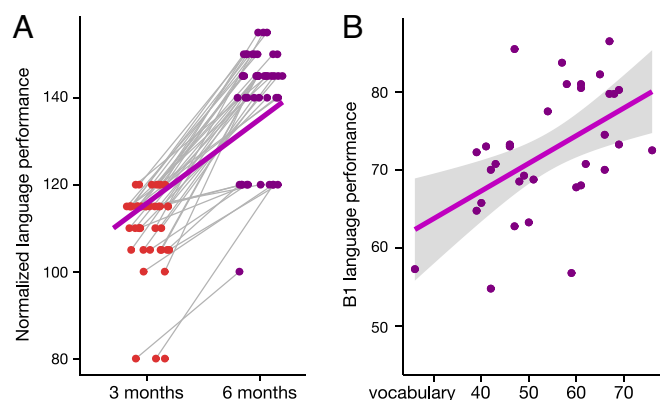 A
Normalized language performance
140
120
100
80
3 months
6 months
B
B1 language performance
80
70
60
50
vocabulary
40
50
60
70